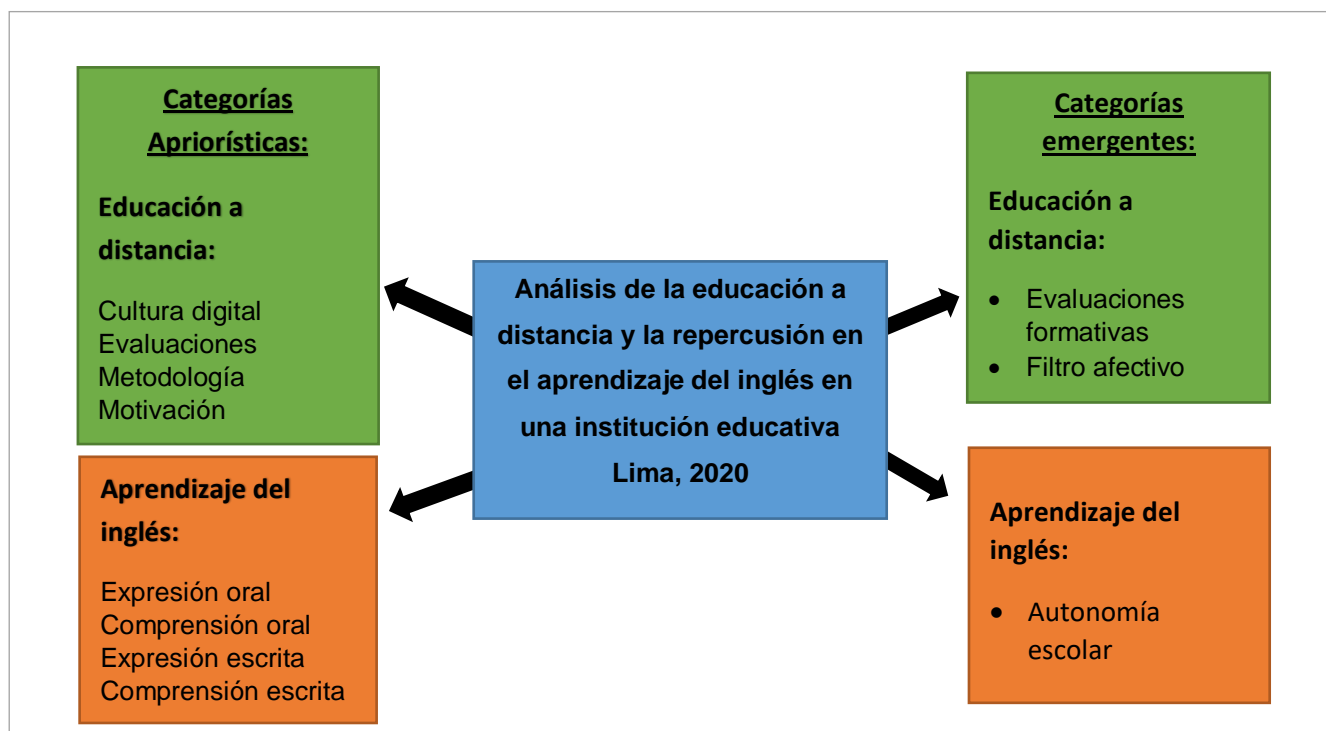 Categorías
Apriorísticas:
Educación a
distancia:
Cultura digital
Evaluaciones
Metodología
Motivación
Aprendizaje del
inglés:
Expresión oral
Comprensión oral
Expresión escrita
Comprensión escrita
Análisis de la educación a
distancia y la repercusión en
el aprendizaje del inglés en
una institución educativa
Lima, 2020
Categorías
emergentes:
Educación a
distancia:
• Evaluaciones
formativas
• Filtro afectivo
Aprendizaje del
inglés:
• Autonomía
escolar